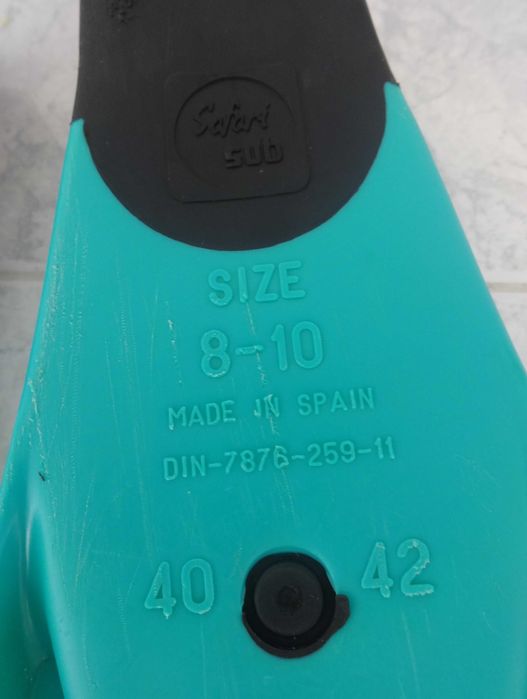 Safari
sub
SIZE
8-10
MADE IN SPAIN
DIN-7876-259-11
40 42